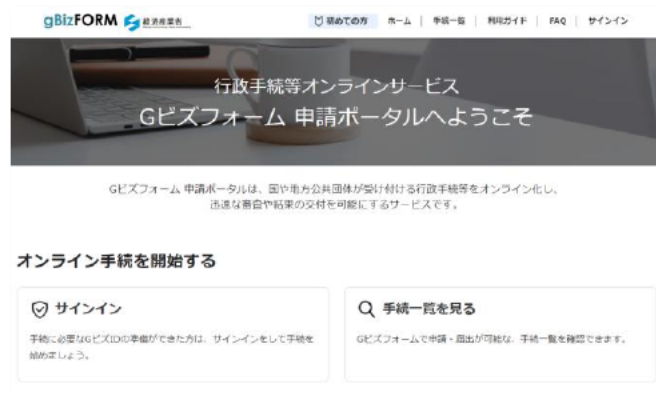 gBizFORM 経済産業省
初めての方 ホーム | 手続一覧 | 利用ガイド | FAQ | サインイン
行政手続等オンラインサービス
Gビズフォーム 申請ポータルへようこそ
Gビズフォーム 申請ポータルは、国や地方公共団体が受け付ける行政手続等をオンライン化し、
迅速な審査や結果の交付を可能にするサービスです。
オンライン手続を開始する
サインイン
手続に必要なGビズIDの準備ができた方は、サインインをして手続を
始めましょう。
手続一覧を見る
Gビズフォームで申請・届出が可能な、手続一覧を確認できます。